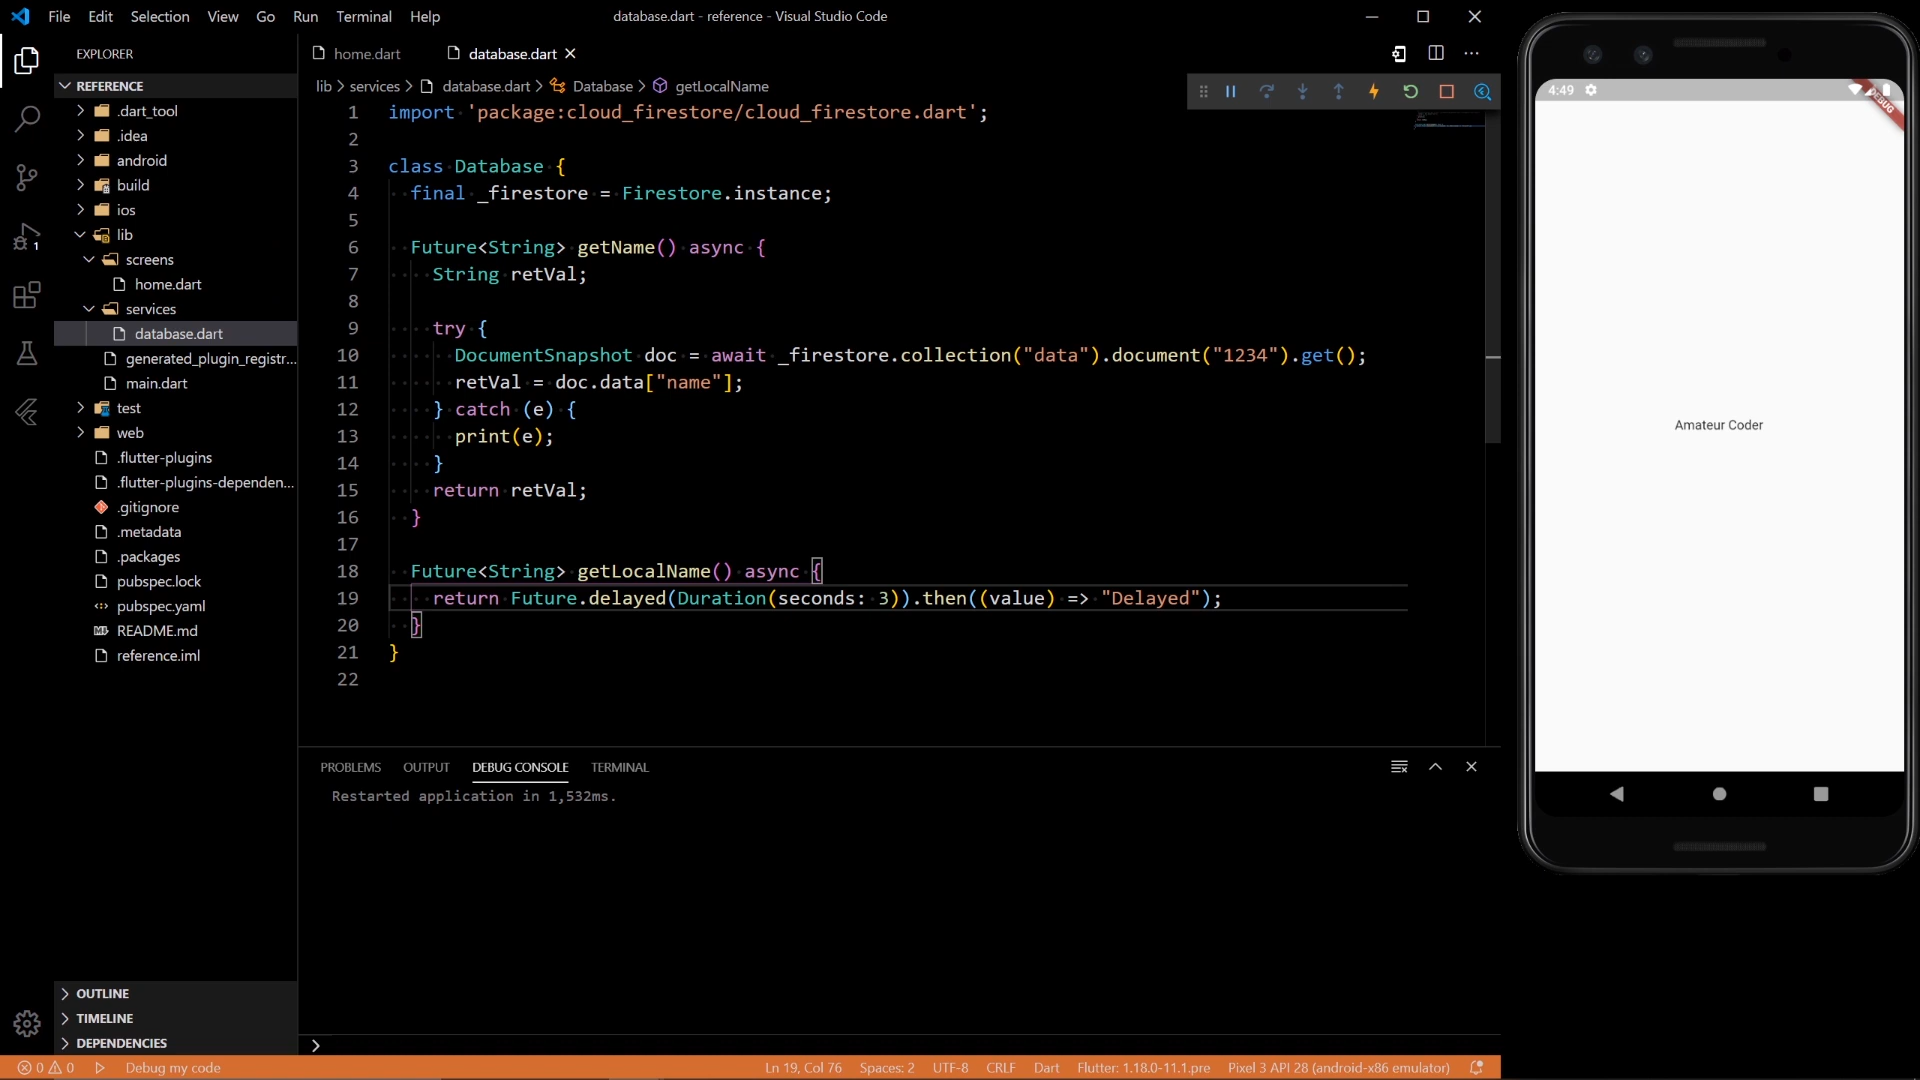 File Edit Selection View Go Run Terminal Help
database.dart - reference - Visual Studio Code
EXPLORER
REFERENCE
.dart_tool
.idea
android
build
ios
lib
screens
home.dart
services
database.dart
generated_plugin_registr...
main.dart
test
web
.flutter-plugins
.flutter-plugins-dependen...
.gitignore
.metadata
.packages
pubspec.lock
pubspec.yaml
README.md
reference.iml
OUTLINE
TIMELINE
DEPENDENCIES
1
home.dart database.dart
lib > services > database.dart > Database > getLocalName
1 import 'package:cloud_firestore/cloud_firestore.dart';
2
3 class Database {
4 final _firestore = Firestore.instance;
5
6 Future<String> getName() async {
7 String retVal;
8
9 try {
10 DocumentSnapshot doc = await _firestore.collection("data").document("1234").get();
11 retVal = doc.data["name"];
12 } catch (e) {
13 print(e);
14 }
15 return retVal;
16 }
17
18 Future<String> getLocalName() async {
19 return Future.delayed(Duration(seconds: 3)).then((value) => "Delayed");
20 }
21 }
22
PROBLEMS OUTPUT DEBUG CONSOLE TERMINAL
Restarted application in 1,532ms.
0 0 Debug my code Ln 19, Col 76 Spaces: 2 UTF-8 CRLF Dart Flutter: 1.18.0-11.1.pre Pixel 3 API 28 (android-x86 emulator)
4:49
DEBUG
Amateur Coder